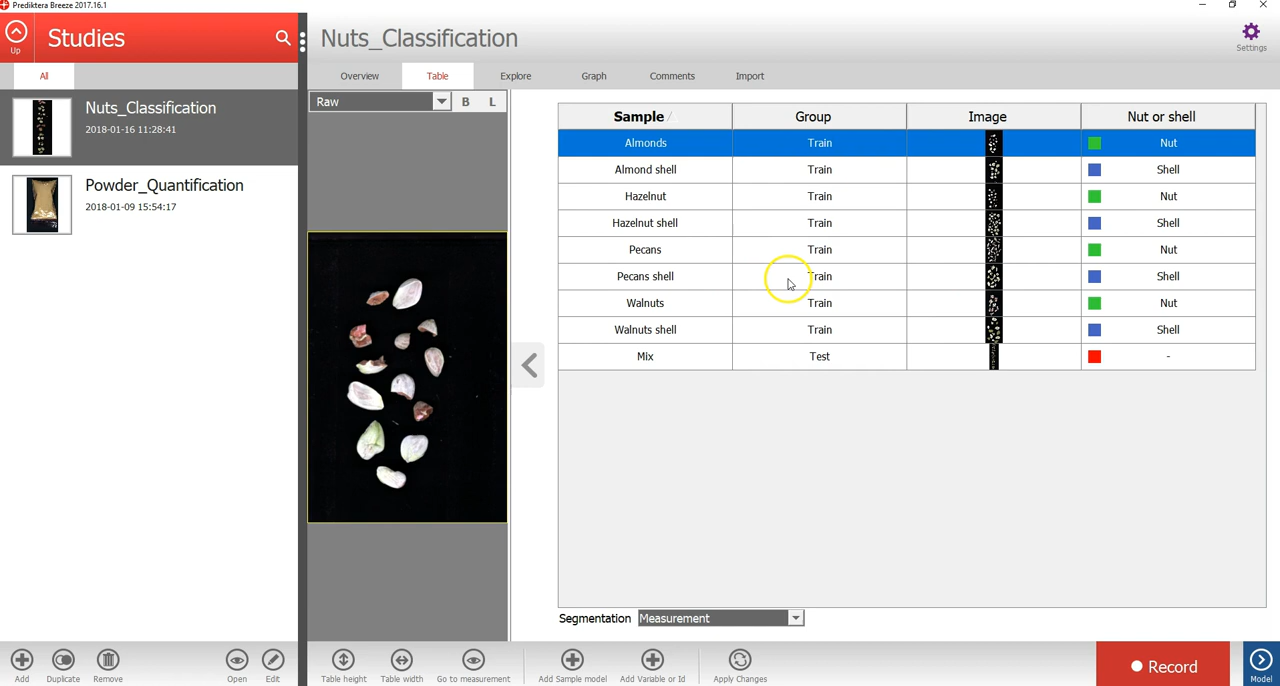 Prediktera Breeze 2017.16.1
Up
Studies
Nuts_Classification
Settings
All
Overview
Table
Explore
Graph
Comments
Import
Raw
B
L
Nuts_Classification
2018-01-16 11:28:41
Powder_Quantification
2018-01-09 15:54:17
Sample Group Image Nut or shell
Almonds Train Nut
Almond shell Train Shell
Hazelnut Train Nut
Hazelnut shell Train Shell
Pecans Train Nut
Pecans shell Train Shell
Walnuts Train Nut
Walnuts shell Train Shell
Mix Test -
Segmentation Measurement
Add
Duplicate
Remove
Open
Edit
Table height
Table width
Go to measurement
Add Sample model
Add Variable or Id
Apply Changes
Record
Model